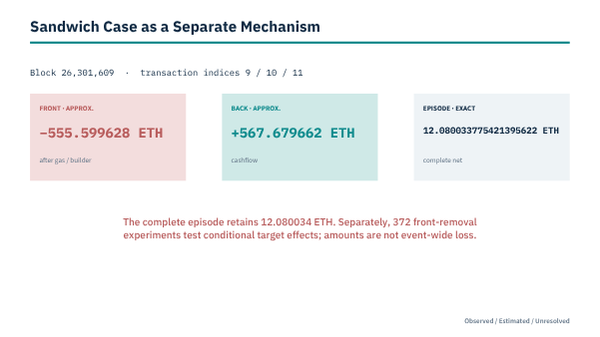 Sandwich Case as a Separate Mechanism
Block 26,301,609 · transaction indices 9 / 10 / 11
FRONT · APPROX.
−555.599628 ETH
after gas / builder
BACK · APPROX.
+567.679662 ETH
cashflow
EPISODE · EXACT
12.080033775421395622 ETH
complete net
The complete episode retains 12.080034 ETH. Separately, 372 front-removal
experiments test conditional target effects; amounts are not event-wide loss.
Observed / Estimated / Unresolved